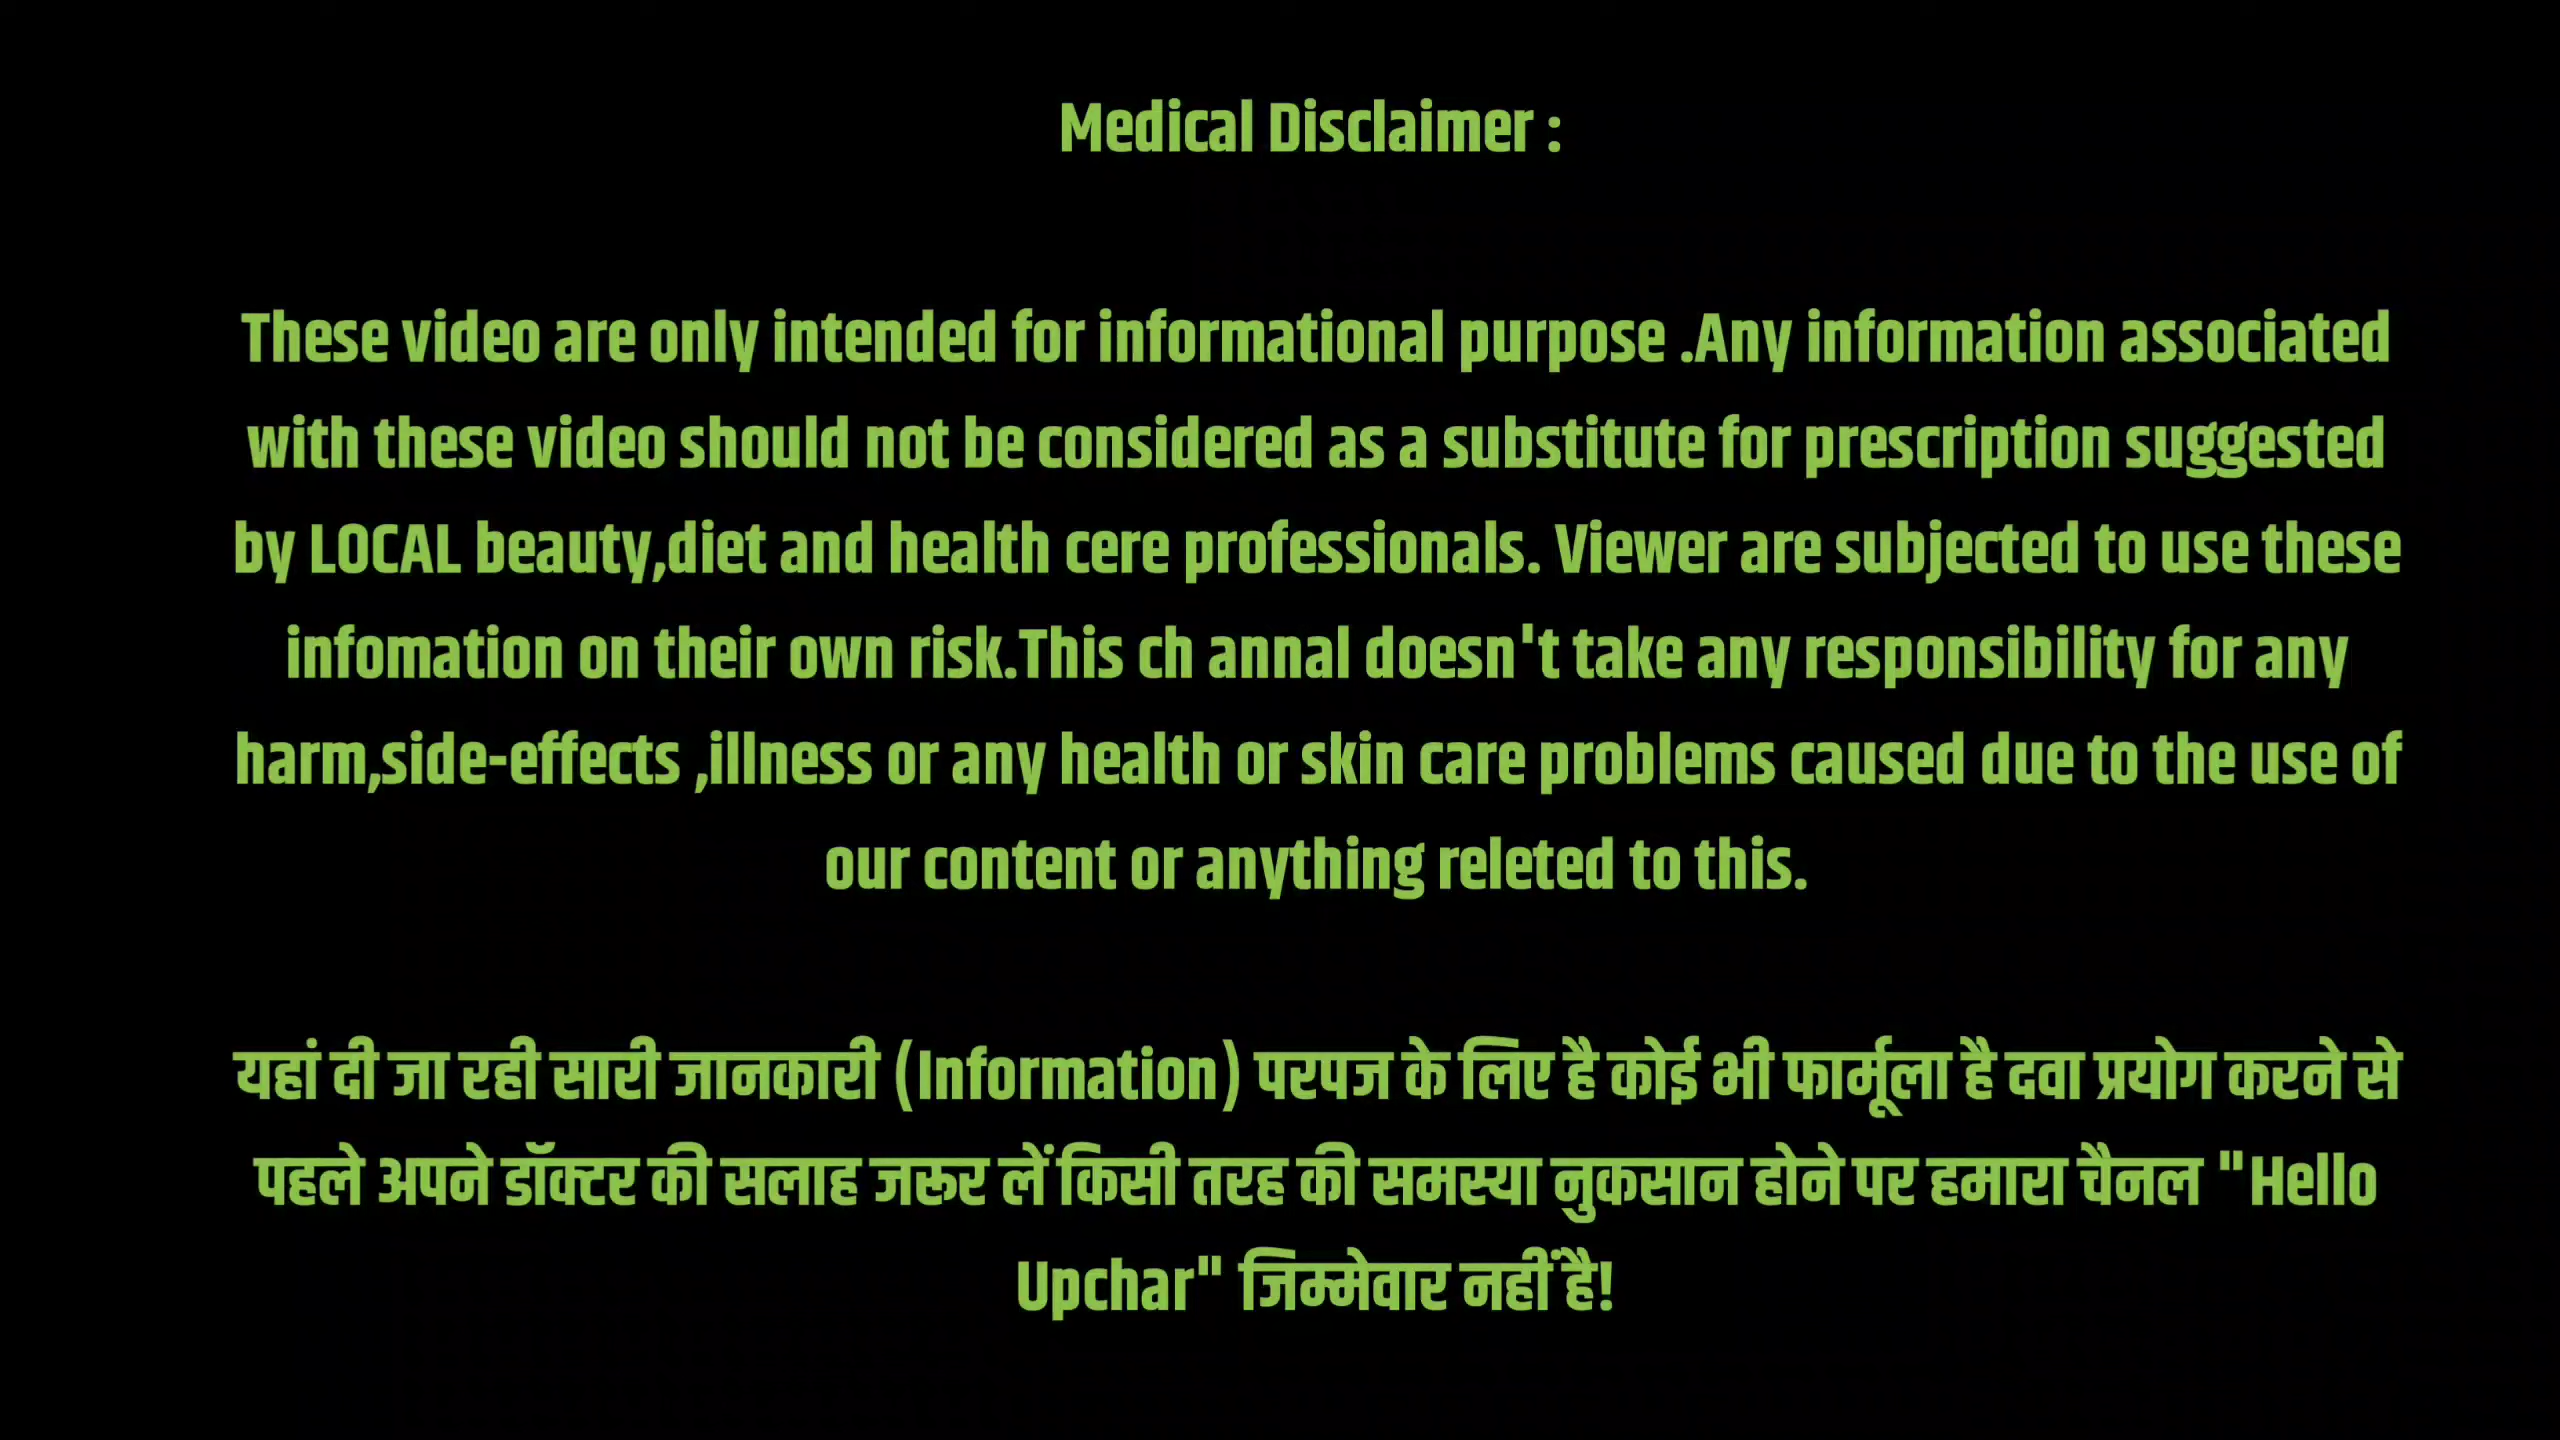 Medical Disclaimer :
These video are only intended for informational purpose .Any information associated
with these video should not be considered as a substitute for prescription suggested
by LOCAL beauty,diet and health cere professionals. Viewer are subjected to use these
infomation on their own risk.This ch annal doesn't take any responsibility for any
harm,side-effects ,illness or any health or skin care problems caused due to the use of
our content or anything releted to this.
यहां दी जा रही सारी जानकारी (Information) परपज के लिए है कोई भी फार्मूला है दवा प्रयोग करने से
पहले अपने डॉक्टर की सलाह जरूर लें किसी तरह की समस्या नुकसान होने पर हमारा चैनल "Hello
Upchar" जिम्मेवार नहीं है!